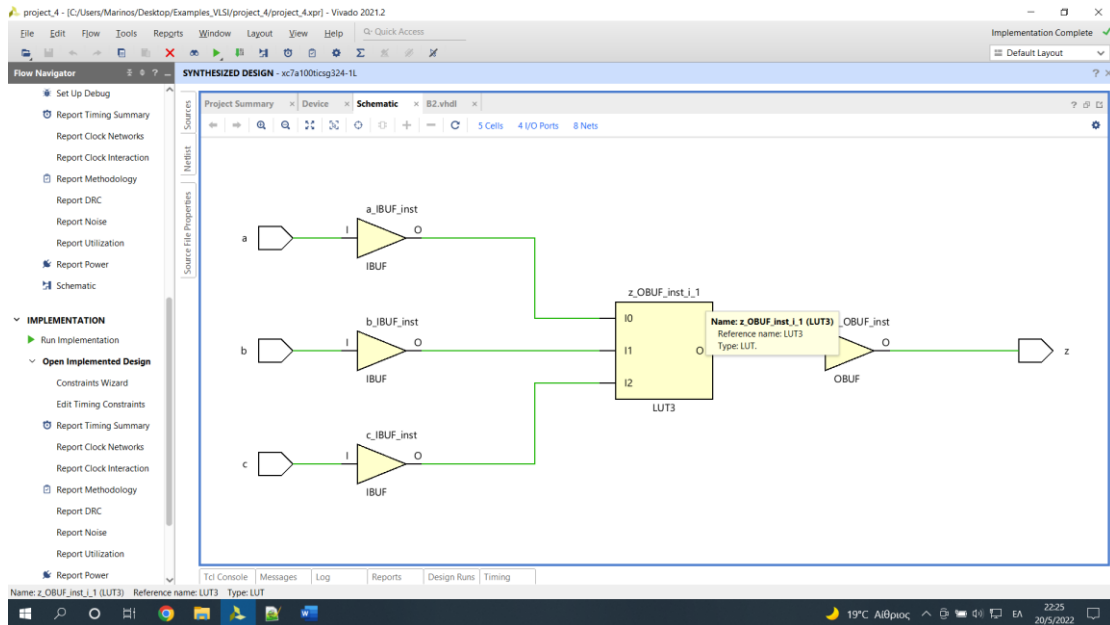 project_4 - [C:/Users/Marinos/Desktop/Examples_VLSI/project_4/project_4.xpr] - Vivado 2021.2
File Edit Flow Tools Reports Window Layout View Help Q- Quick Access
Implementation Complete
Default Layout
Flow Navigator
SYNTHESIZED DESIGN - xc7a100ticsg324-1L
Set Up Debug
Report Timing Summary
Report Clock Networks
Report Clock Interaction
Report Methodology
Report DRC
Report Noise
Report Utilization
Report Power
Schematic
IMPLEMENTATION
Run Implementation
Open Implemented Design
Constraints Wizard
Edit Timing Constraints
Report Timing Summary
Report Clock Networks
Report Clock Interaction
Report Methodology
Report DRC
Report Noise
Report Utilization
Report Power
Sources
Netlist
Source File Properties
Project Summary Device Schematic B2.vhdl
5 Cells 4 I/O Ports 8 Nets
a_IBUF_inst
a
I
O
IBUF
b_IBUF_inst
b
I
O
IBUF
c_IBUF_inst
c
I
O
IBUF
z_OBUF_inst_i_1
I0
I1
I2
O
LUT3
Name: z_OBUF_inst_i_1 (LUT3)
Reference name: LUT3
Type: LUT.
_OBUF_inst
O
OBUF
z
Tcl Console Messages Log Reports Design Runs Timing
Name: z_OBUF_inst_i_1 (LUT3) Reference name: LUT3 Type: LUT
19°C Αίθριος ΕΛ 22:25
20/5/2022